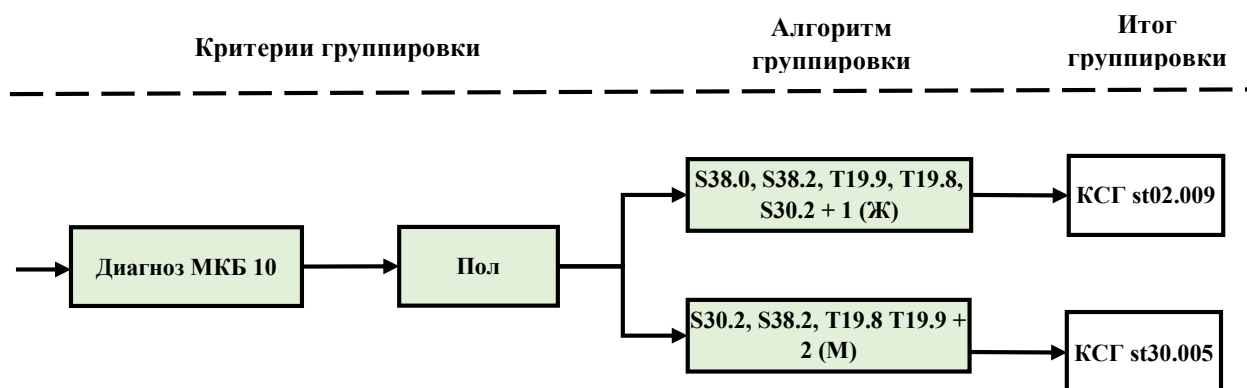 Критерии группировки
Алгоритм
группировки
Итог
группировки
S38.0, S38.2, T19.9, T19.8,
S30.2 + 1 (Ж)
КСГ st02.009
Диагноз МКБ 10
Пол
S30.2, S38.2, T19.8 T19.9 +
2 (М)
КСГ st30.005